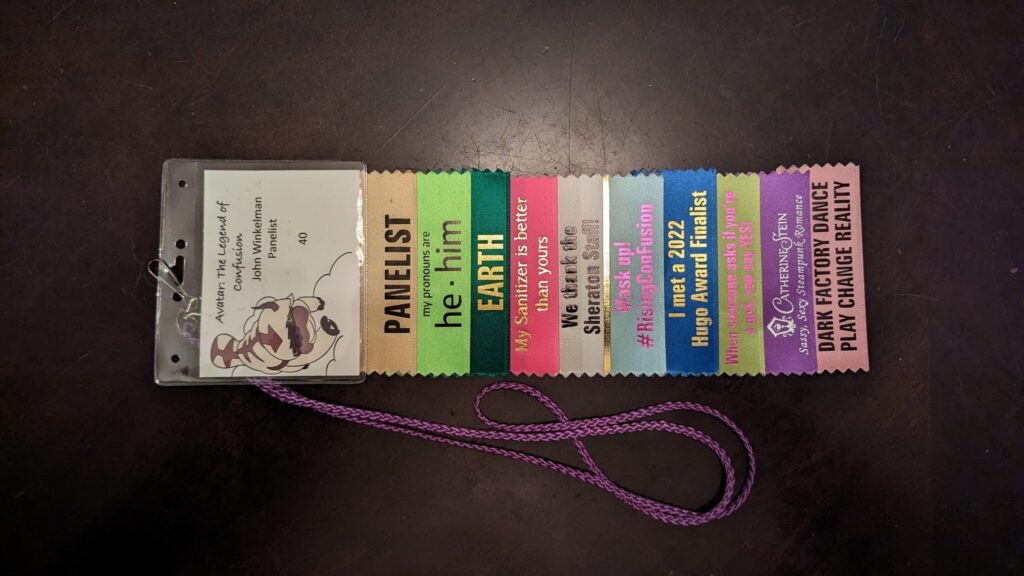 Avatar: The Legend of
Confusion
John Winkelman
Panelist
40
PANELIST
my pronouns are
he • him
EARTH
My Sanitizer is better
than yours
We thank the
Sheraton Staff!
Mask up!
#RisingConFusion
I met a 2022
Hugo Award Finalist
When someone asks if you're
a god, you say YES!
CATHERINE STEIN
Sassy, Sexy Steampunk Romance
DARK FACTORY DANCE
PLAY CHANGE REALITY